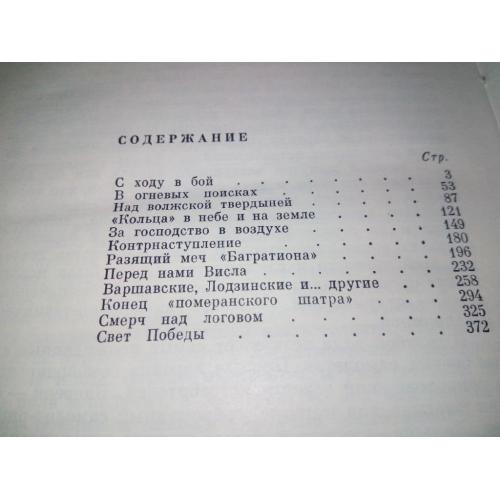 СОДЕРЖАНИЕ
Стр.
С ходу в бой . . . . . . . 3
В огневых поисках . . . . . . 53
Над волжской твердыней . . . . 87
«Кольца» в небе и на земле . . . . 121
За господство в воздухе . . . . . 149
Контрнаступление . . . . . . 180
Разящий меч «Багратиона» . . . . 196
Перед нами Висла . . . . . . 232
Варшавские, Лодзинские и... другие . . . 258
Конец «померанского шатра» . . . . 294
Смерч над логовом . . . . . 325
Свет Победы . . . . . . . 372